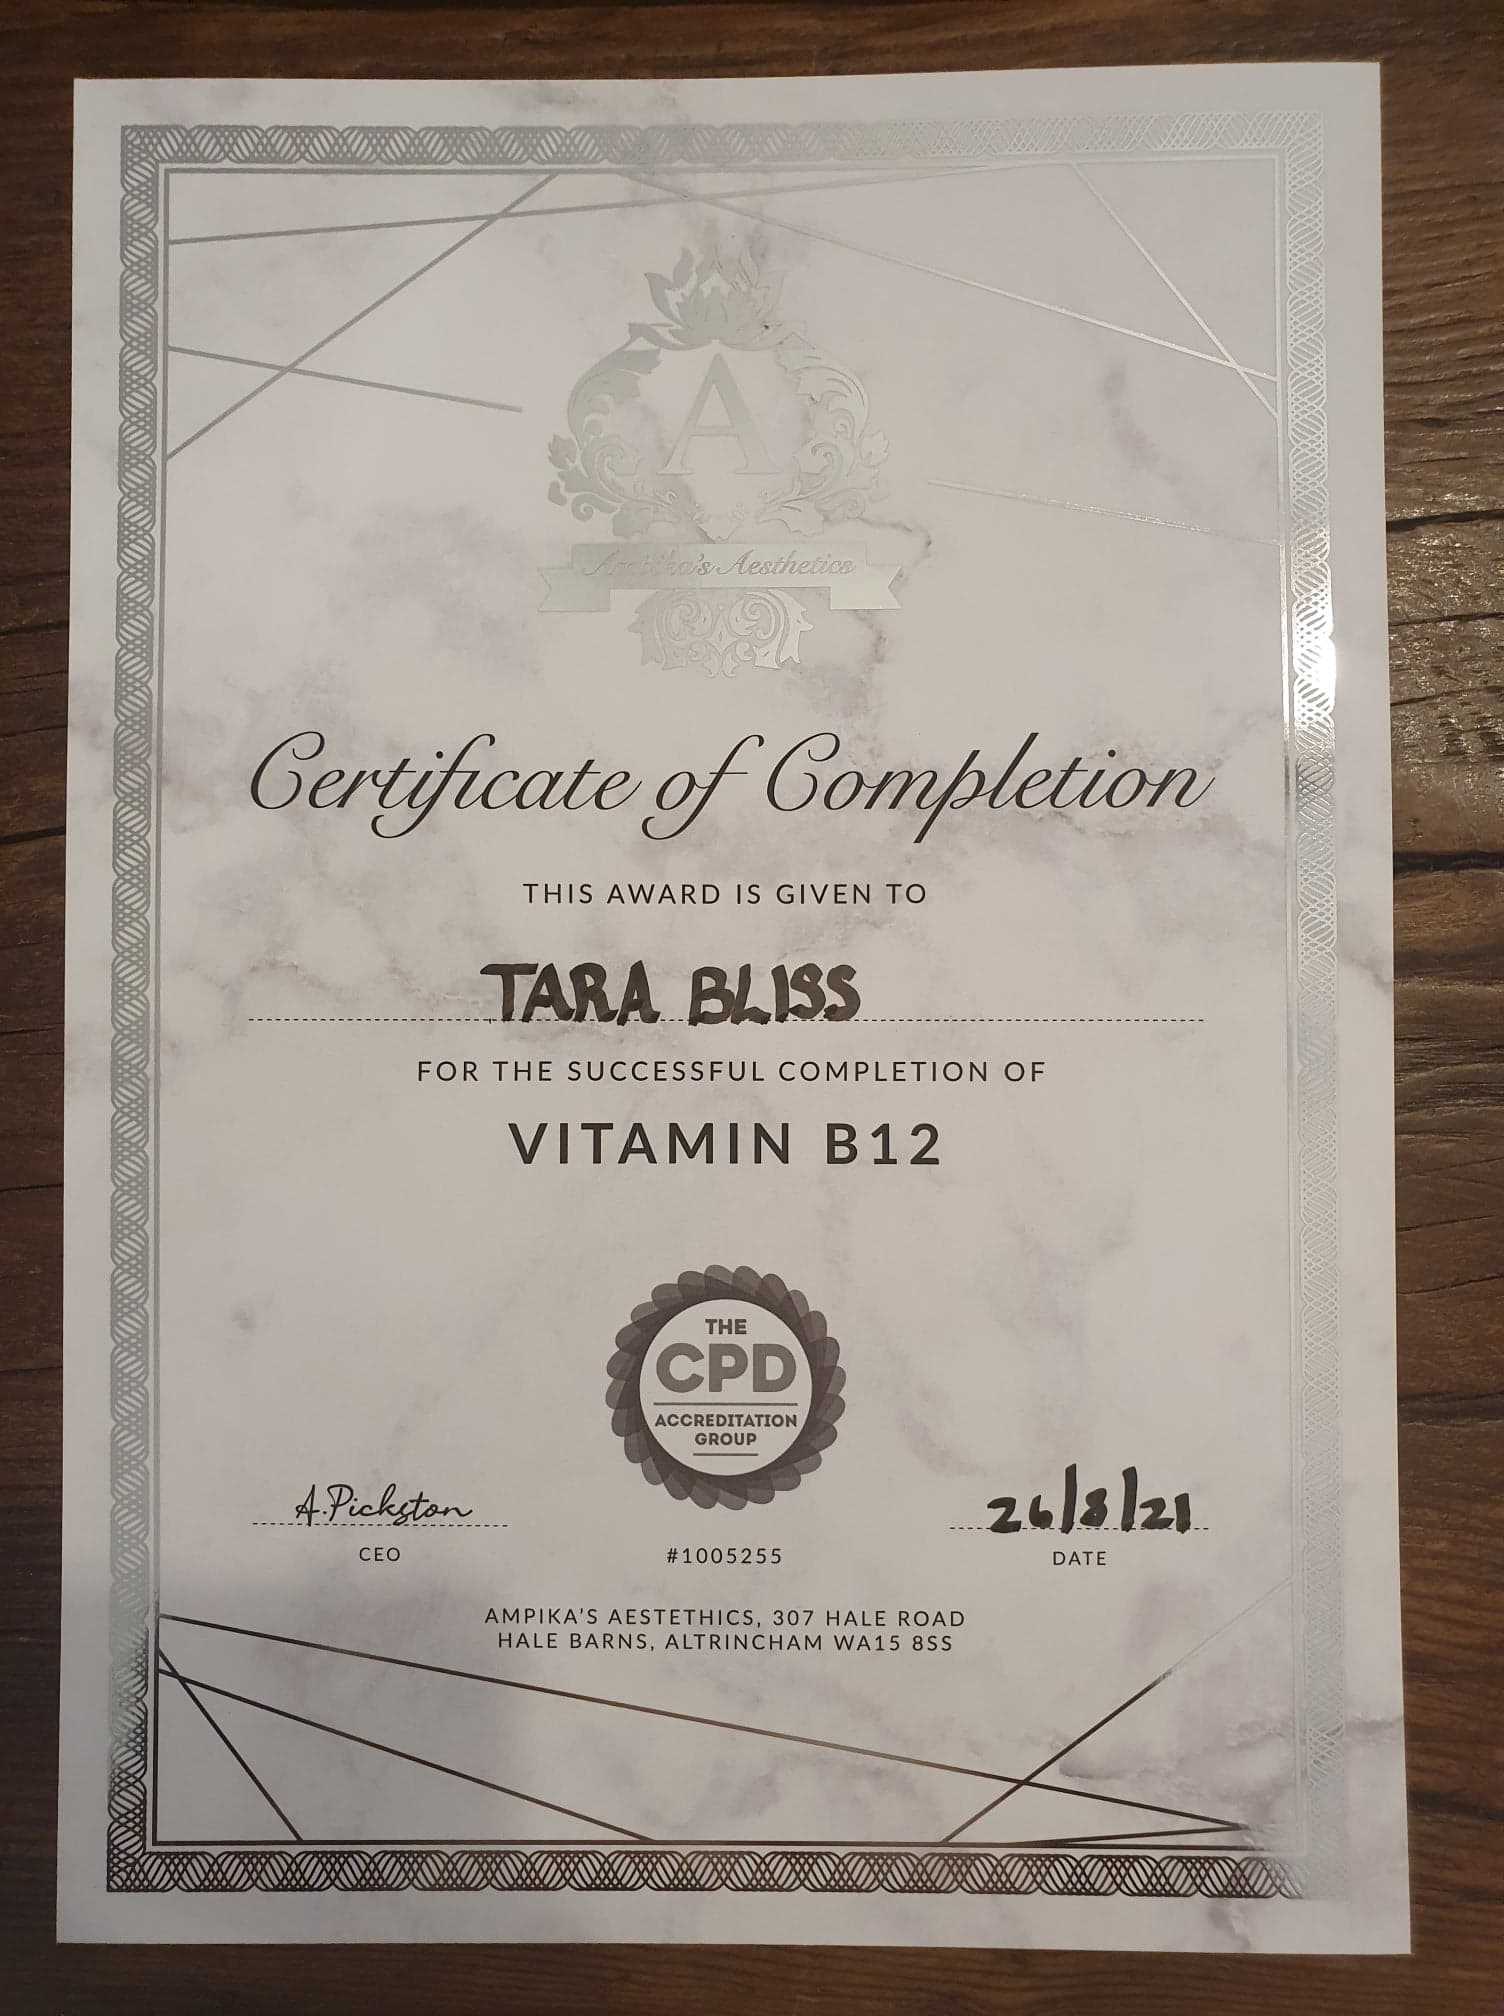 A
Ampika's Aesthetics
Certificate of Completion
THIS AWARD IS GIVEN TO
TARA BLISS
FOR THE SUCCESSFUL COMPLETION OF
VITAMIN B12
THE
CPD
ACCREDITATION
GROUP
A.Pickston
CEO
#1005255
26/8/21
DATE
AMPIKA'S AESTETHICS, 307 HALE ROAD
HALE BARNS, ALTRINCHAM WA15 8SS